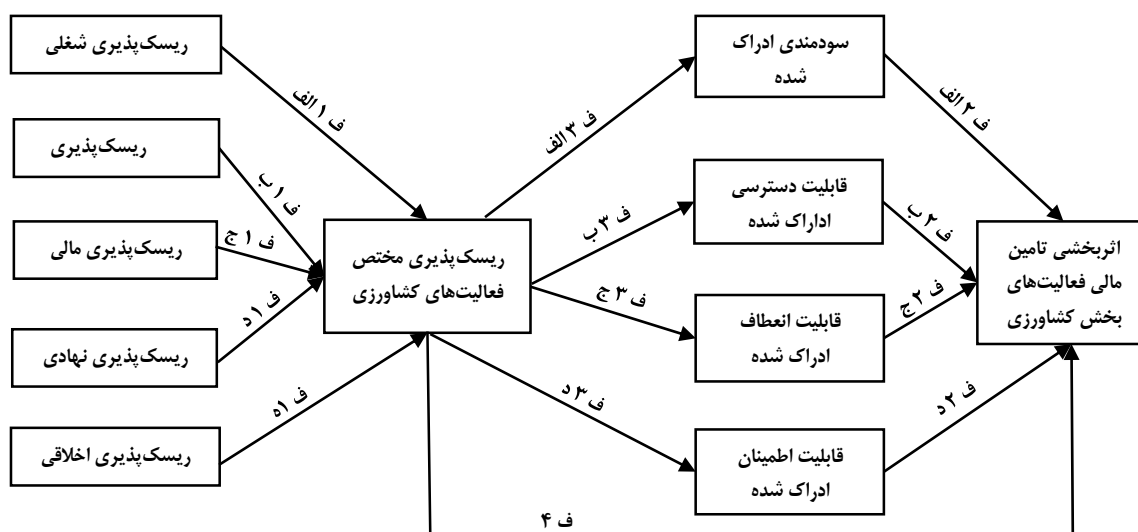 ریسک‌پذیری شغلی
ریسک‌پذیری
ریسک‌پذیری مالی
ریسک‌پذیری نهادی
ریسک‌پذیری اخلاقی
ف ۱ الف
ف ۱ ب
ف ۱ ج
ف ۱ د
ف ۱ ه
ریسک‌پذیری مختص
فعالیت‌های کشاورزی
ف ۳ الف
ف ۳ ب
ف ۳ ج
ف ۳ د
سودمندی ادراک
شده
قابلیت دسترسی
اداراک شده
قابلیت انعطاف
ادراک شده
قابلیت اطمینان
ادراک شده
ف ۲ الف
ف ۲ ب
ف ۲ ج
ف ۲ د
اثربخشی تامین
مالی فعالیت‌های
بخش کشاورزی
ف ۴